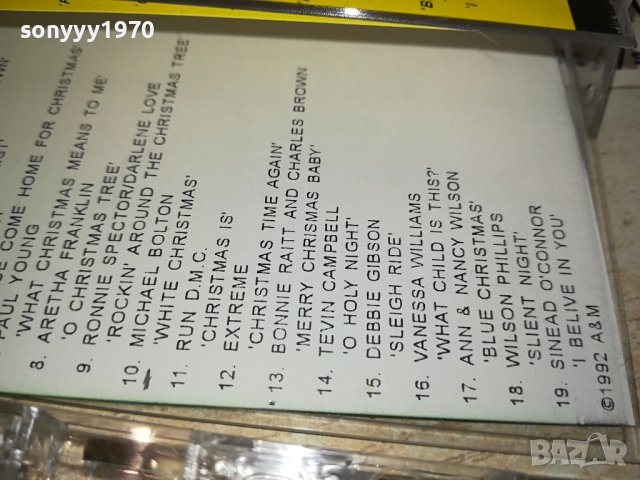 sonyyy1970
PAUL YOUNG
'WHAT CHRISTMAS MEANS TO ME'
8. ARETHA FRANKLIN
'O CHRISTMAS TREE'
9. RONNIE SPECTOR/DARLENE LOVE
'ROCKIN' AROUND THE CHRISTMAS TREE'
10. MICHAEL BOLTON
'WHITE CHRISTMAS'
11. RUN D.M.C.
'CHRISTMAS IS'
12. EXTREME
'CHRISTMAS TIME AGAIN'
13. BONNIE RAITT AND CHARLES BROWN
'MERRY CHRISMAS BABY'
14. TEVIN CAMPBELL
'O HOLY NIGHT'
15. DEBBIE GIBSON
'SLEIGH RIDE'
16. VANESSA WILLIAMS
'WHAT CHILD IS THIS?'
17. ANN & NANCY WILSON
'BLUE CHRISTMAS'
18. WILSON PHILLIPS
'SLIENT NIGHT'
19. SINEAD O'CONNOR
'I BELIVE IN YOU'
©1992 A&M
BAZAR